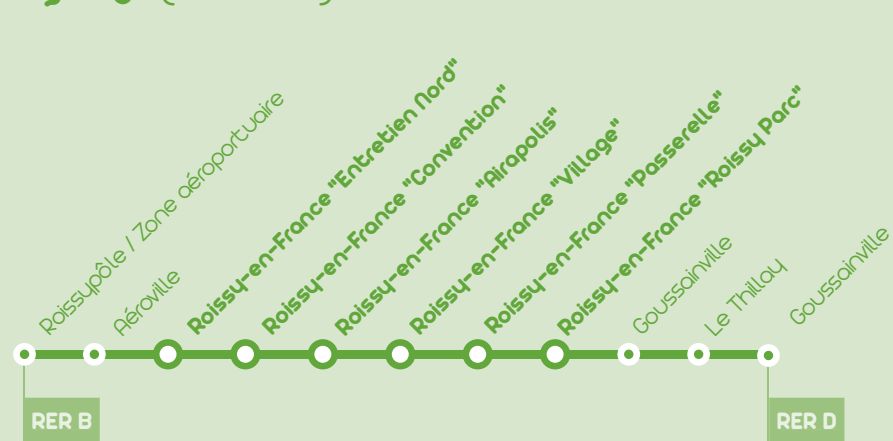 Roissypôle / Zone aéroportuaire
Aéroville
Roissy-en-France "Entretien Nord"
Roissy-en-France "Convention"
Roissy-en-France "Airapolis"
Roissy-en-France "Village"
Roissy-en-France "Passerelle"
Roissy-en-France "Roissy Parc"
Goussainville
Le Thillay
Goussainville
RER B
RER D